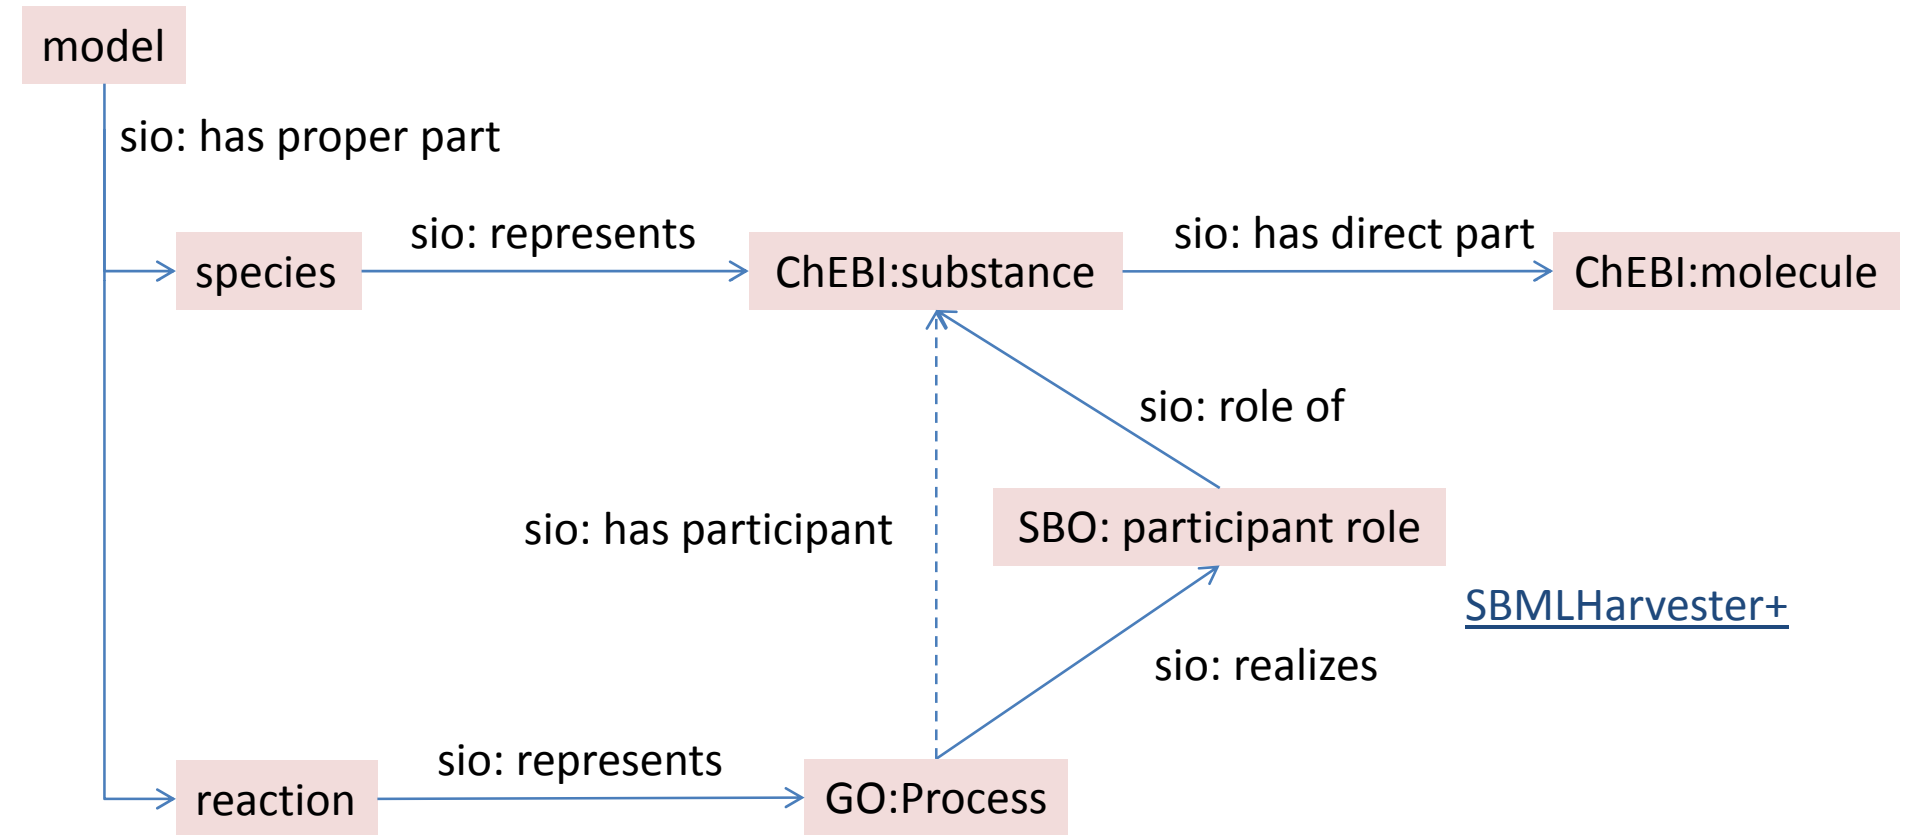 model
sio: has proper part
sio: represents
sio: has direct part
species
ChEBI:substance
ChEBI:molecule
sio: role of
sio: has participant
SBO: participant role
SBMLHarvester+
sio: realizes
sio: represents
reaction
GO:Process